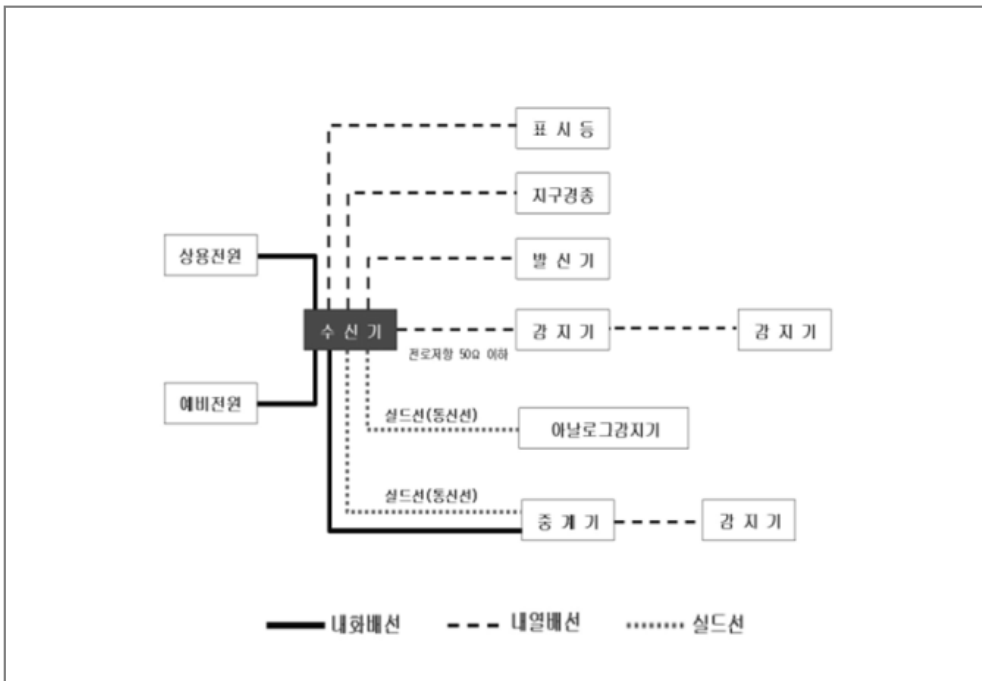 표 시 등
지구경종
상용전원
발 신 기
수 신 기
감 지 기
감 지 기
전로저항 50Ω 이하
예비전원
실드선(통신선)
아날로그감지기
실드선(통신선)
중 계 기
감 지 기
내화배선
내열배선
실드선